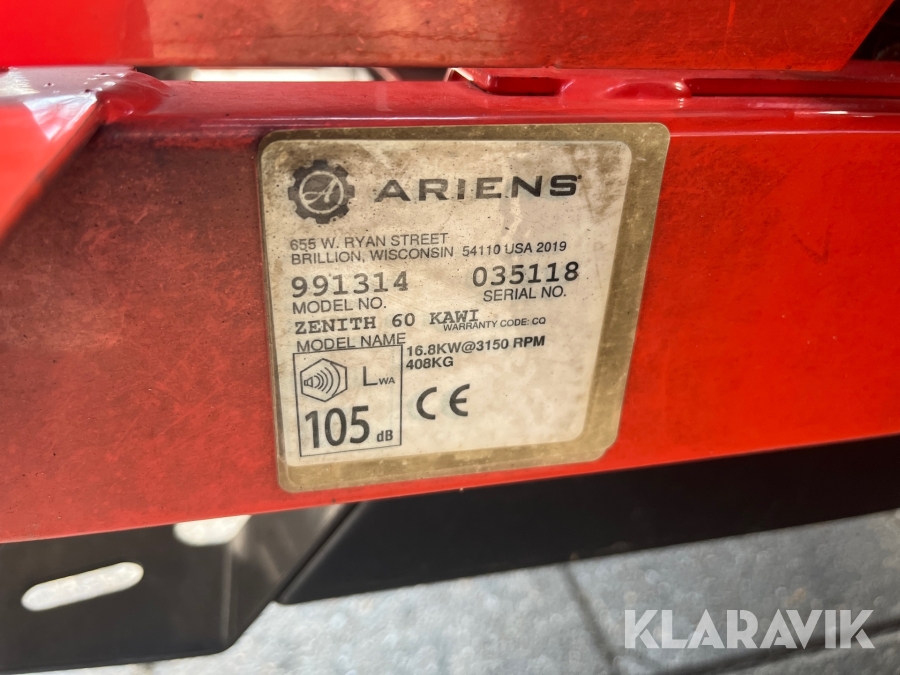 ARIENS
655 W. RYAN STREET
BRILLION, WISCONSIN 54110 USA 2019
991314 035118
MODEL NO. SERIAL NO.
ZENITH 60 KAWI
MODEL NAME WARRANTY CODE: CQ
16.8KW@3150 RPM
408KG
LWA
105 dB
CE
KLARAVIK